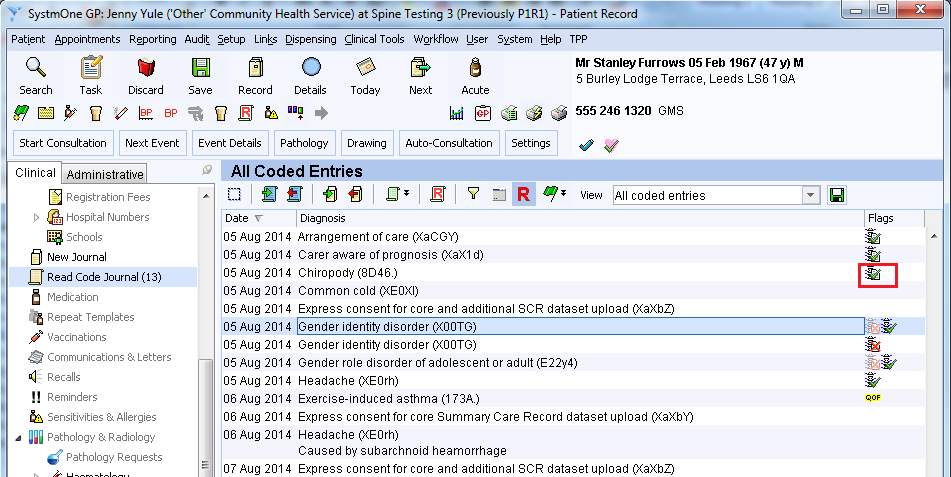 SystmOne GP: Jenny Yule ('Other' Community Health Service) at Spine Testing 3 (Previously P1R1) - Patient Record
Patient Appointments Reporting Audit Setup Links Dispensing Clinical Tools Workflow User System Help TPP
Search Task Discard Save Record Details Today Next Acute
Mr Stanley Furrows 05 Feb 1967 (47 y) M
5 Burley Lodge Terrace, Leeds LS6 1QA
555 246 1320 GMS
BP BP R GP
Start Consultation Next Event Event Details Pathology Drawing Auto-Consultation Settings
Clinical Administrative
Registration Fees
Hospital Numbers
Schools
New Journal
Read Code Journal (13)
Medication
Repeat Templates
Vaccinations
Communications & Letters
Recalls
Reminders
Sensitivities & Allergies
Pathology & Radiology
Pathology Requests
Haematology
All Coded Entries
R R View All coded entries
Date Diagnosis Flags
05 Aug 2014 Arrangement of care (XaCGY)
05 Aug 2014 Carer aware of prognosis (XaX1d)
05 Aug 2014 Chiropody (8D46.)
05 Aug 2014 Common cold (XE0Xl)
05 Aug 2014 Express consent for core and additional SCR dataset upload (XaXbZ)
05 Aug 2014 Gender identity disorder (X00TG)
05 Aug 2014 Gender identity disorder (X00TG)
05 Aug 2014 Gender role disorder of adolescent or adult (E22y4)
05 Aug 2014 Headache (XE0rh)
06 Aug 2014 Exercise-induced asthma (173A.) QOF
06 Aug 2014 Express consent for core Summary Care Record dataset upload (XaXbY)
06 Aug 2014 Headache (XE0rh)
Caused by subarchnoid heamorrhage
07 Aug 2014 Express consent for core and additional SCR dataset upload (XaXbZ)